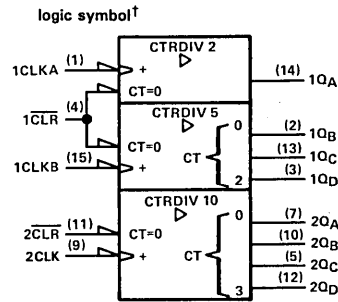 logic symbol†
CTRDIV 2
1CLKA (1) + (14) 1QA
CT=0
1CLR (4)
CTRDIV 5
CT=0 0 (2) 1QB
1CLKB (15) + CT (13) 1QC
2 (3) 1QD
CTRDIV 10
0 (7) 2QA
2CLR (11) CT=0 (10) 2QB
2CLK (9) + CT (5) 2QC
3 (12) 2QD